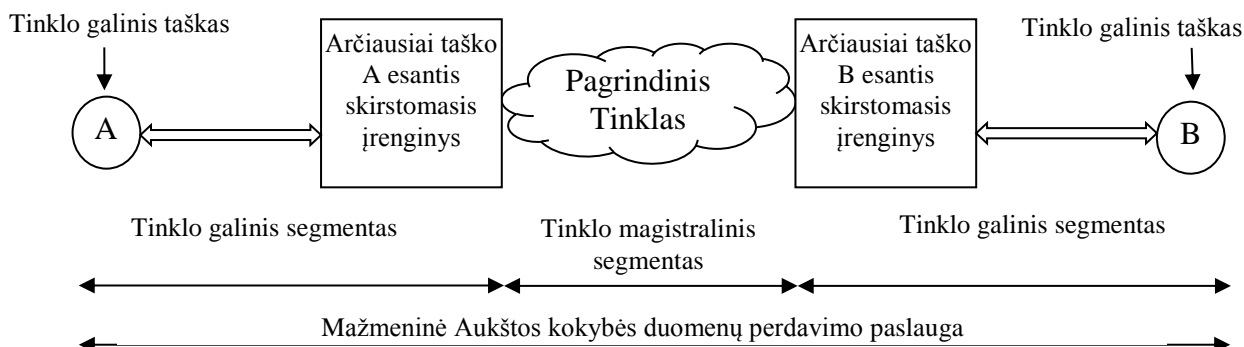 Tinklo galinis taškas
A
Arčiausiai taško
A esantis
skirstomasis
įrenginys
Pagrindinis
Tinklas
Arčiausiai taško
B esantis
skirstomasis
įrenginys
Tinklo galinis taškas
B
Tinklo galinis segmentas
Tinklo magistralinis
segmentas
Tinklo galinis segmentas
Mažmeninė Aukštos kokybės duomenų perdavimo paslauga